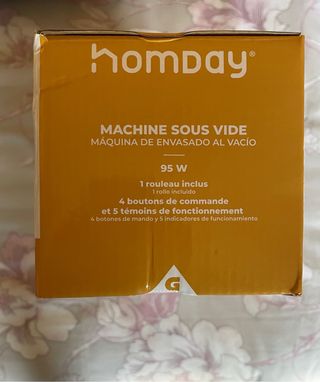 homDay®
MACHINE SOUS VIDE
MÁQUINA DE ENVASADO AL VACÍO
95 W
1 rouleau inclus
1 rollo incluido
4 boutons de commande
et 5 témoins de fonctionnement
4 botones de mando y 5 indicadores de funcionamiento
G